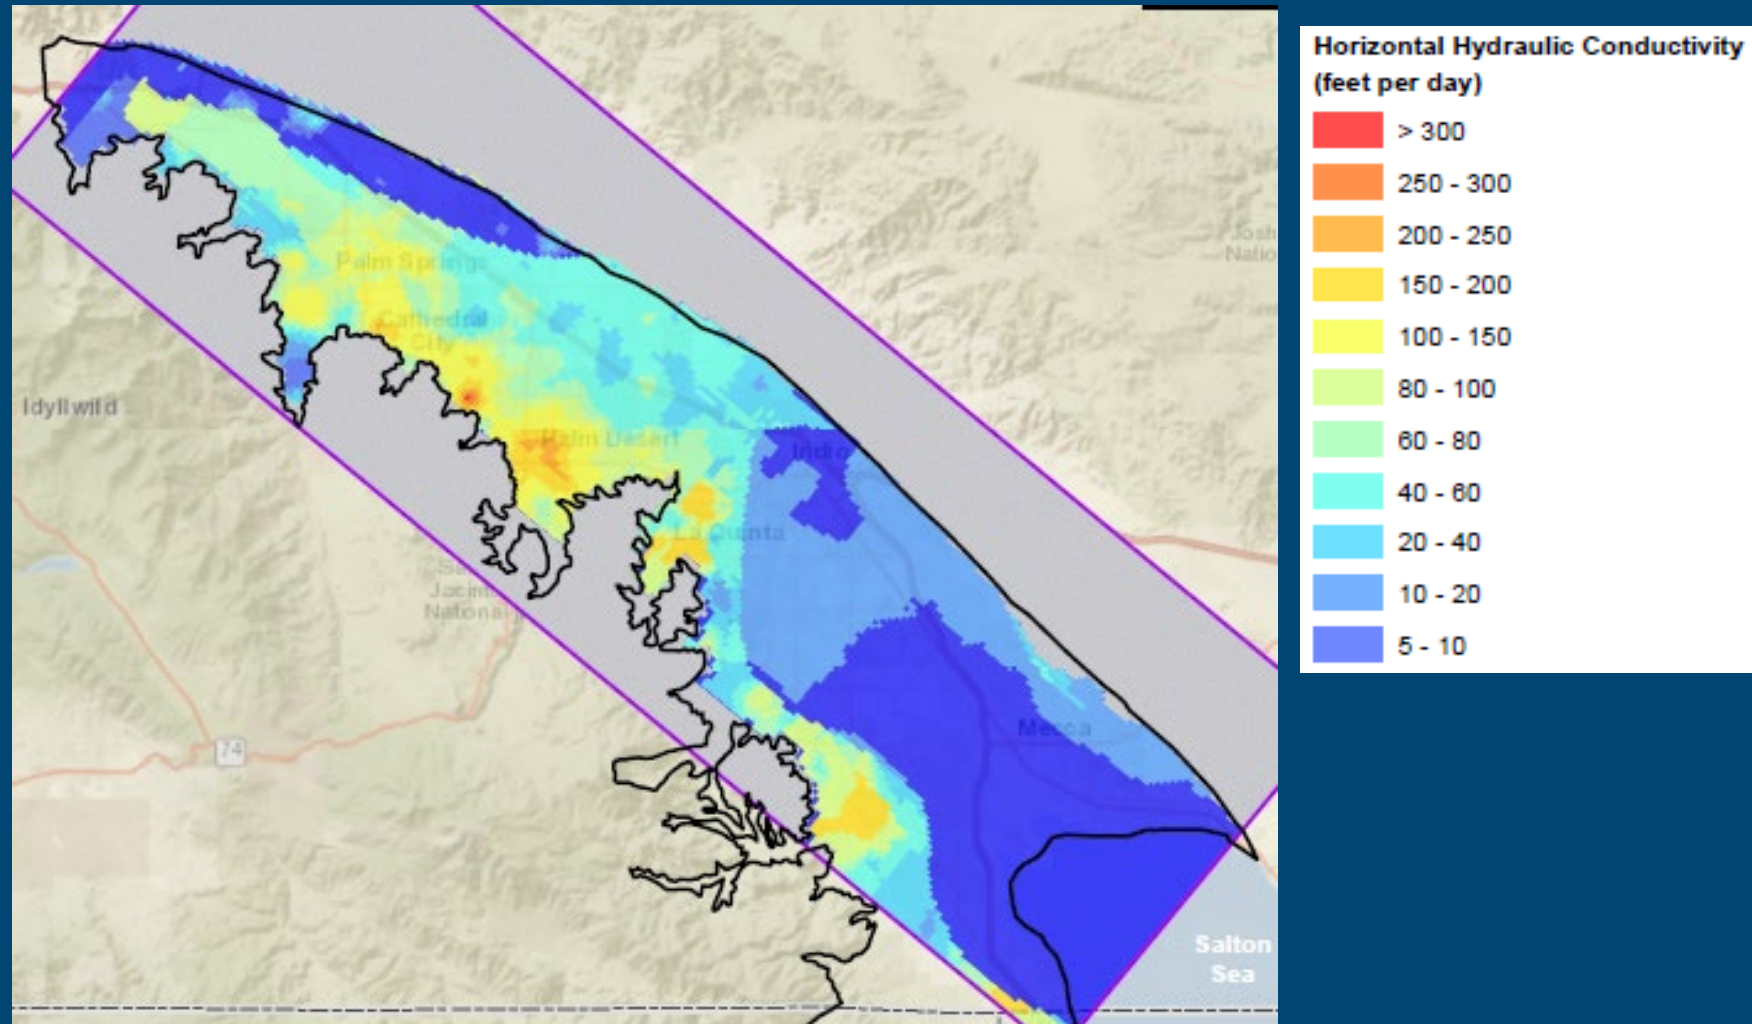 Horizontal Hydraulic Conductivity
(feet per day)
> 300
250 - 300
200 - 250
150 - 200
100 - 150
80 - 100
60 - 80
40 - 60
20 - 40
10 - 20
5 - 10
Palm Springs
Cathedral
City
Idyllwild
Palm Desert
Indio
La Quinta
Jacin
National
Mecca
74
Salton
Sea